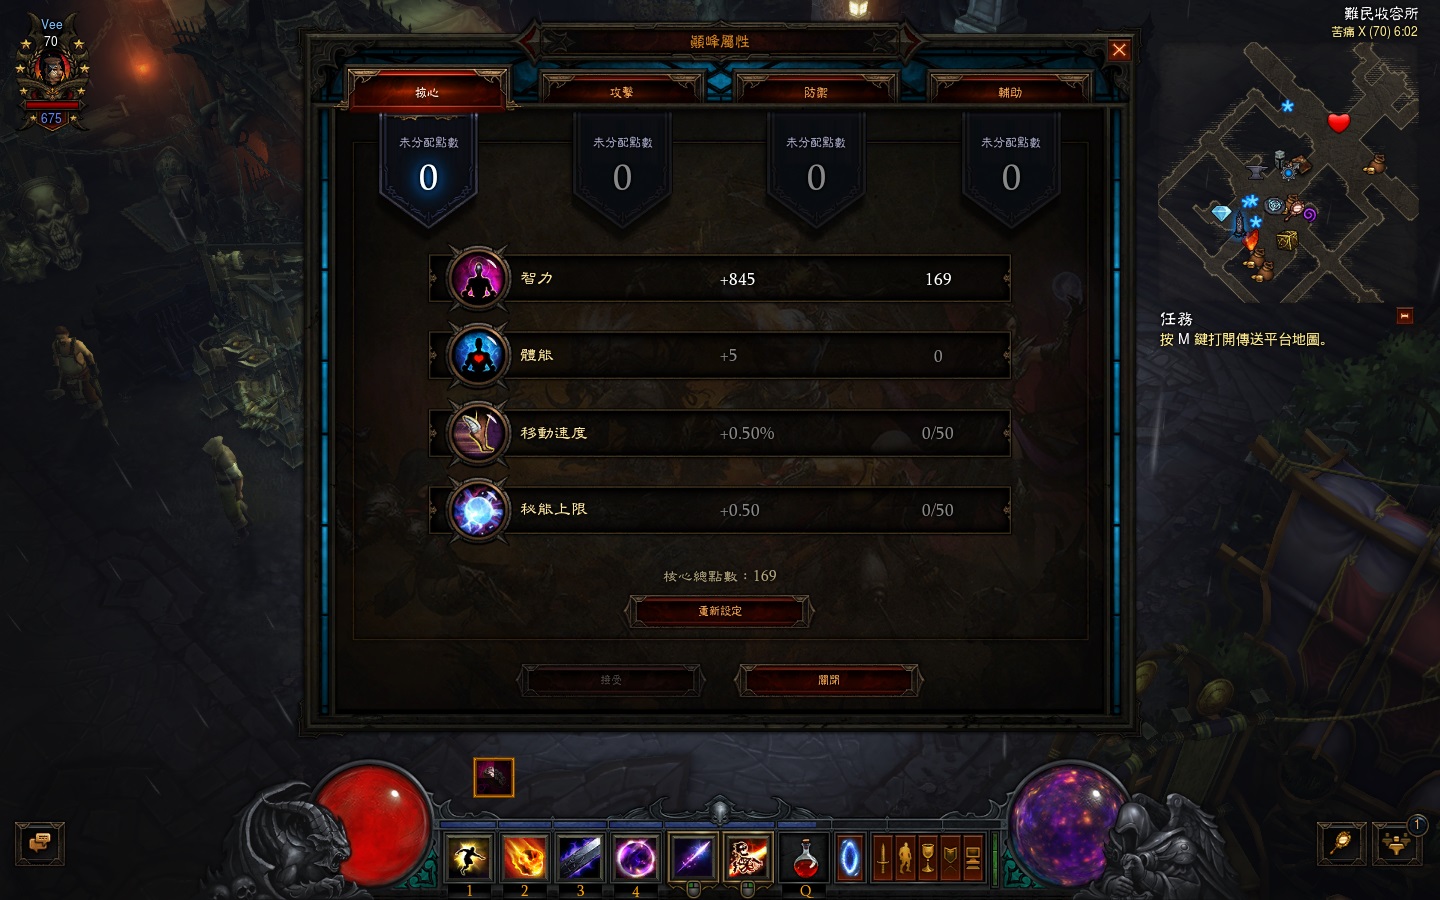 Vee
70
675
巔峰屬性
難民收容所
苦痛 X (70) 6:02
核心
攻擊
防禦
輔助
未分配點數
0
未分配點數
0
未分配點數
0
未分配點數
0
智力 +845 169
體能 +5 0
移動速度 +0.50% 0/50
秘能上限 +0.50 0/50
核心總點數：169
重新設定
接受
關閉
任務
按 M 鍵打開傳送平台地圖。
1
2
3
4
Q
1